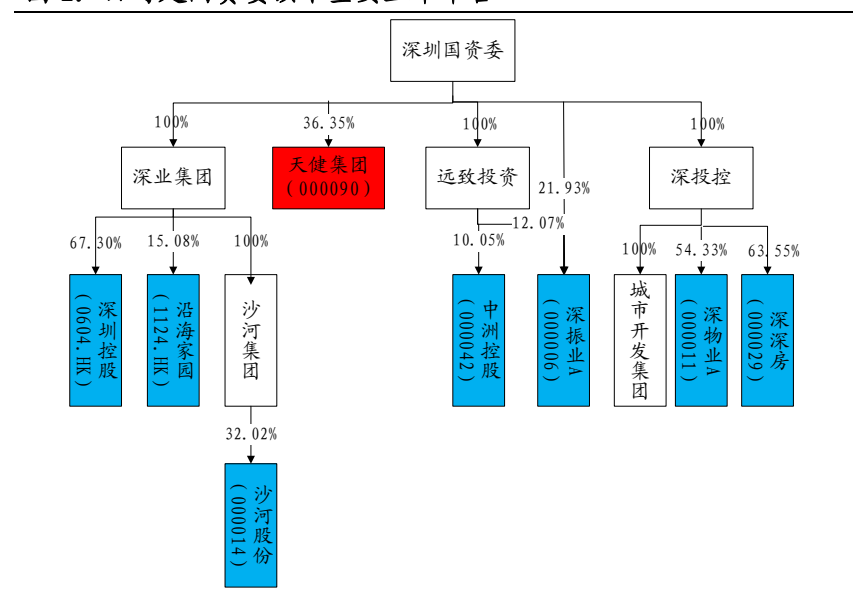 深圳国资委
100%
36.35%
100%
100%
深业集团
天健集团
(000090)
远致投资
21.93%
深投控
12.07%
67.30%
15.08%
100%
10.05%
100%
54.33%
63.55%
深圳控股
(0604.HK)
沿海家园
(1124.HK)
沙河集团
中洲控股
(000042)
深振业A
(000006)
城市开发集团
深物业A
(000011)
深深房
(000029)
32.02%
沙河股份
(000014)